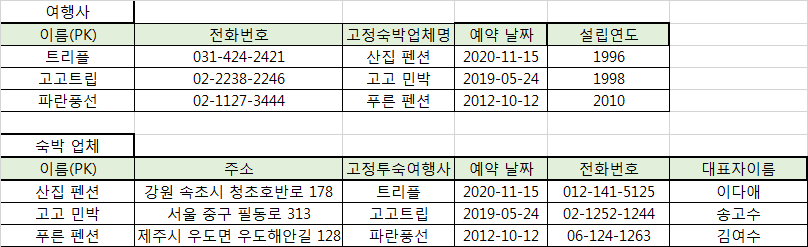 여행사
이름(PK) 전화번호 고정숙박업체명 예약 날짜 설립연도
트리플 031-424-2421 산집 펜션 2020-11-15 1996
고고트립 02-2238-2246 고고 민박 2019-05-24 1998
파란풍선 02-1127-3444 푸른 펜션 2012-10-12 2010
숙박 업체
이름(PK) 주소 고정투숙여행사 예약 날짜 전화번호 대표자이름
산집 펜션 강원 속초시 청초호반로 178 트리플 2020-11-15 012-141-5125 이다애
고고 민박 서울 중구 필동로 313 고고트립 2019-05-24 02-1252-1244 송고수
푸른 펜션 제주시 우도면 우도해안길 128 파란풍선 2012-10-12 06-124-1263 김여수